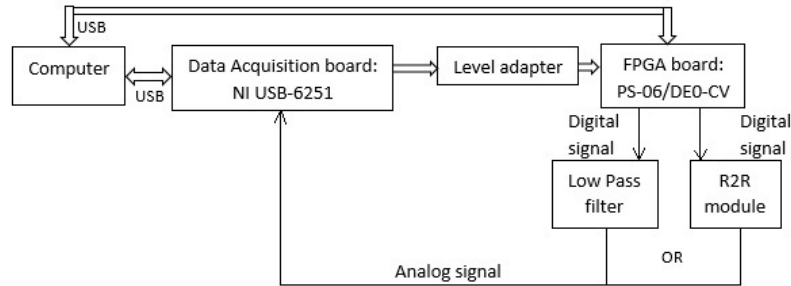 USB
Computer
USB
Data Acquisition board:
NI USB-6251
Level adapter
FPGA board:
PS-06/DE0-CV
Digital
signal
Digital
signal
Low Pass
filter
R2R
module
OR
Analog signal